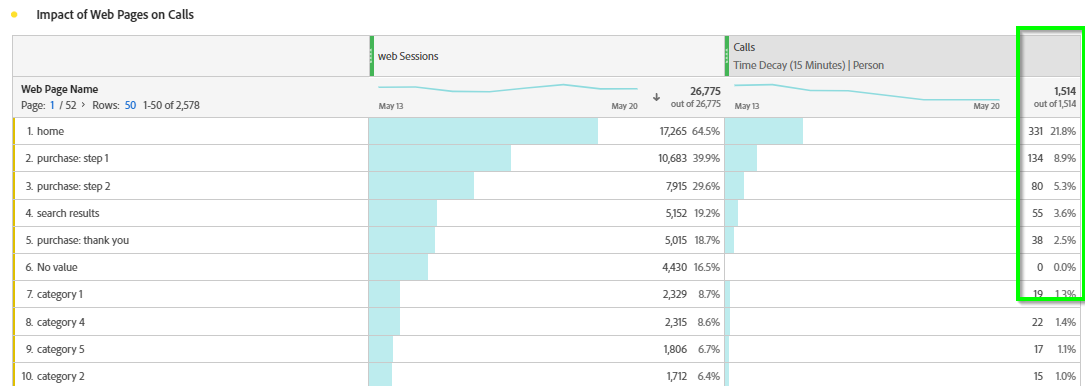 Impact of Web Pages on Calls
web Sessions
Calls
Time Decay (15 Minutes) | Person
Web Page Name
Page: 1 / 52 > Rows: 50 1-50 of 2,578
May 13 May 20
26,775
out of 26,775
May 13 May 20
1,514
out of 1,514
1. home 17,265 64.5% 331 21.8%
2. purchase: step 1 10,683 39.9% 134 8.9%
3. purchase: step 2 7,915 29.6% 80 5.3%
4. search results 5,152 19.2% 55 3.6%
5. purchase: thank you 5,015 18.7% 38 2.5%
6. No value 4,430 16.5% 0 0.0%
7. category 1 2,329 8.7% 19 1.3%
8. category 4 2,315 8.6% 22 1.4%
9. category 5 1,806 6.7% 17 1.1%
10. category 2 1,712 6.4% 15 1.0%